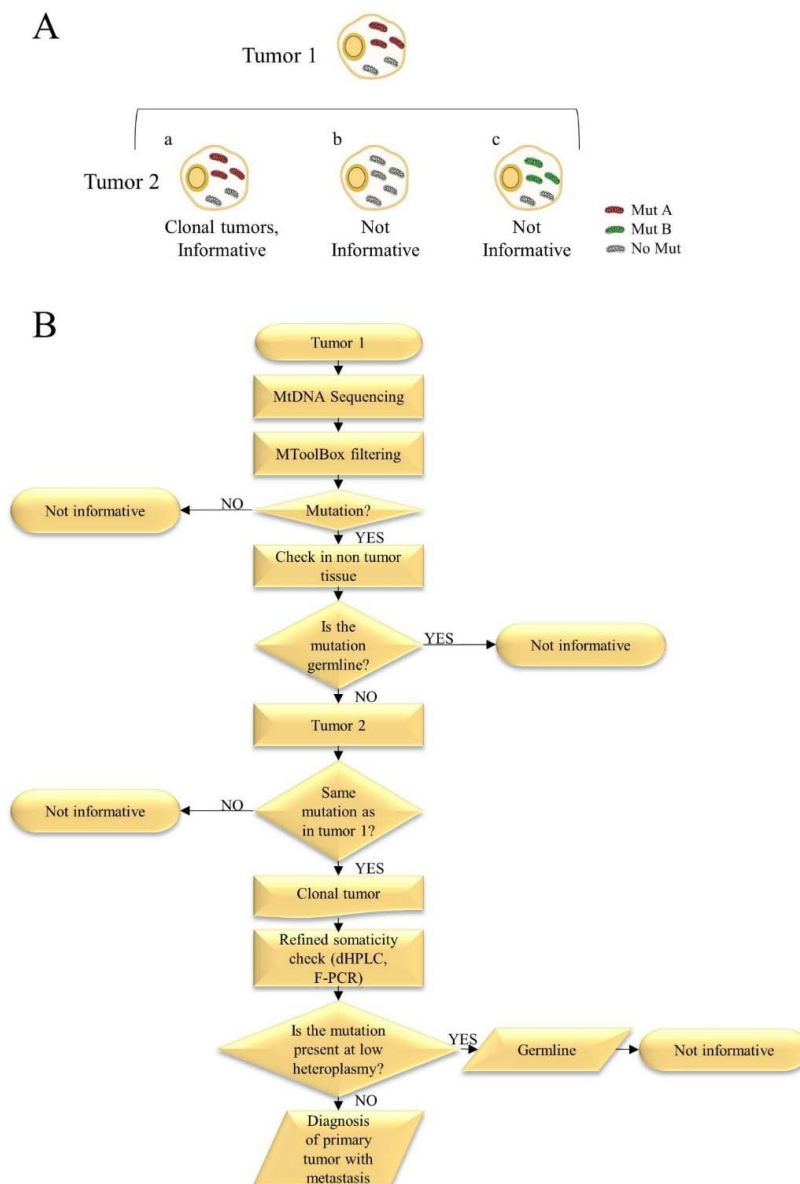 A
Tumor 1
a
b
c
Tumor 2
Clonal tumors,
Informative
Not
Informative
Not
Informative
Mut A
Mut B
No Mut
B
Tumor 1
MtDNA Sequencing
MToolBox filtering
Mutation?
NO
Not informative
YES
Check in non tumor
tissue
Is the
mutation
germline?
YES
Not informative
NO
Tumor 2
Same
mutation as
in tumor 1?
NO
Not informative
YES
Clonal tumor
Refined somaticity
check (dHPLC,
F-PCR)
Is the mutation
present at low
heteroplasmy?
YES
Germline
Not informative
NO
Diagnosis
of primary
tumor with
metastasis